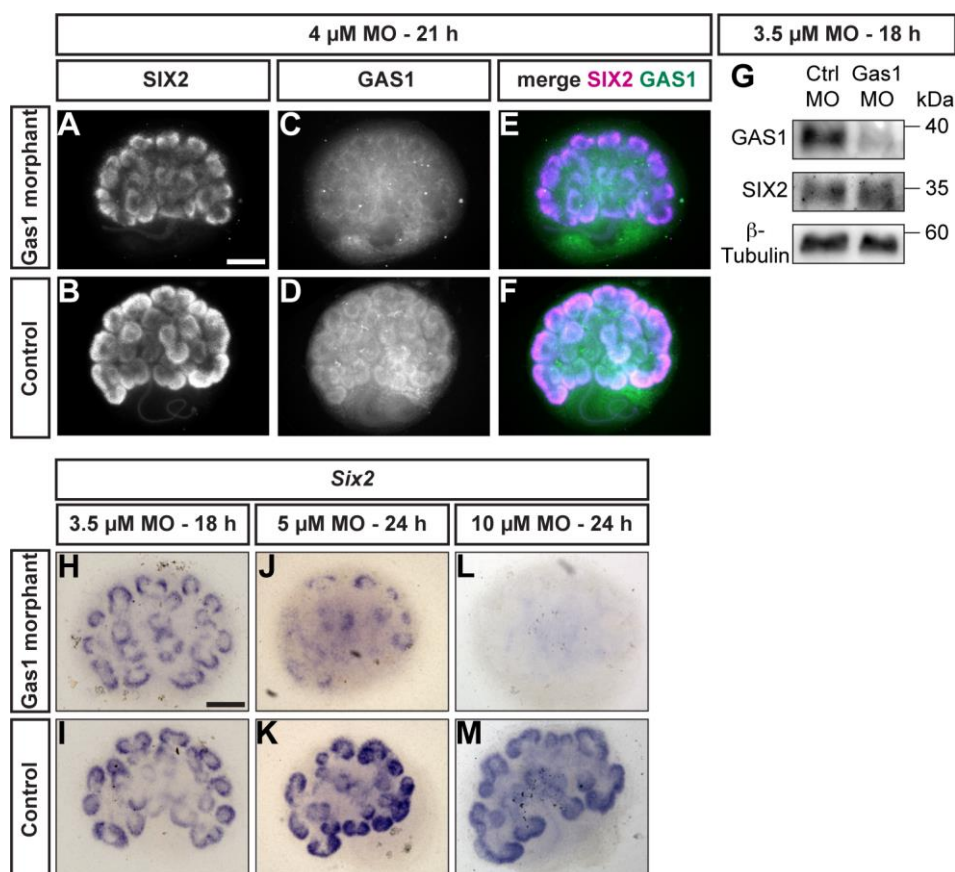 4 µM MO - 21 h
3.5 µM MO - 18 h
SIX2
GAS1
merge SIX2 GAS1
G
Ctrl MO
Gas1 MO
kDa
Gas1 morphant
A
C
E
GAS1
40
SIX2
35
β-Tubulin
60
Control
B
D
F
Six2
3.5 µM MO - 18 h
5 µM MO - 24 h
10 µM MO - 24 h
Gas1 morphant
H
J
L
Control
I
K
M